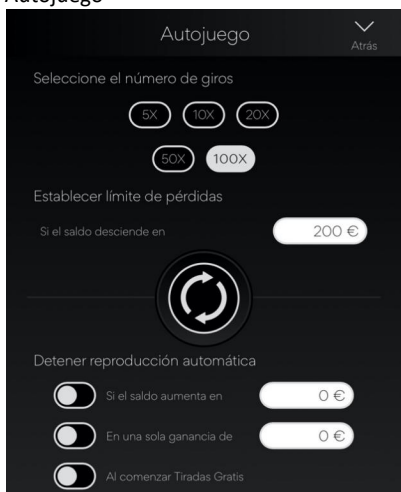 Autojuego
Autojuego
Atrás
Seleccione el número de giros
5X 10X 20X
50X 100X
Establecer límite de pérdidas
Si el saldo desciende en 200 €
Detener reproducción automática
Si el saldo aumenta en 0 €
En una sola ganancia de 0 €
Al comenzar Tiradas Gratis